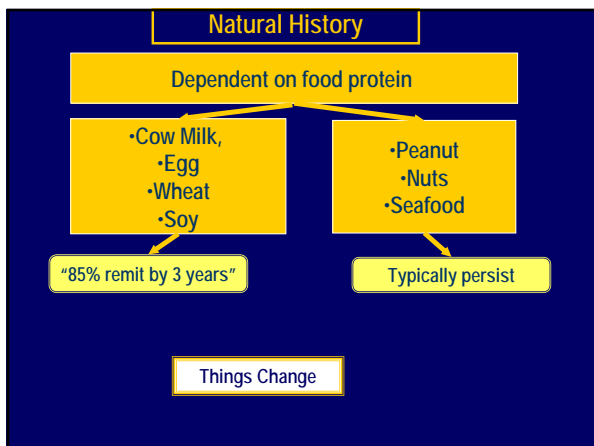 Natural History
Dependent on food protein
•Cow Milk,
•Egg
•Wheat
•Soy
•Peanut
•Nuts
•Seafood
“85% remit by 3 years”
Typically persist
Things Change